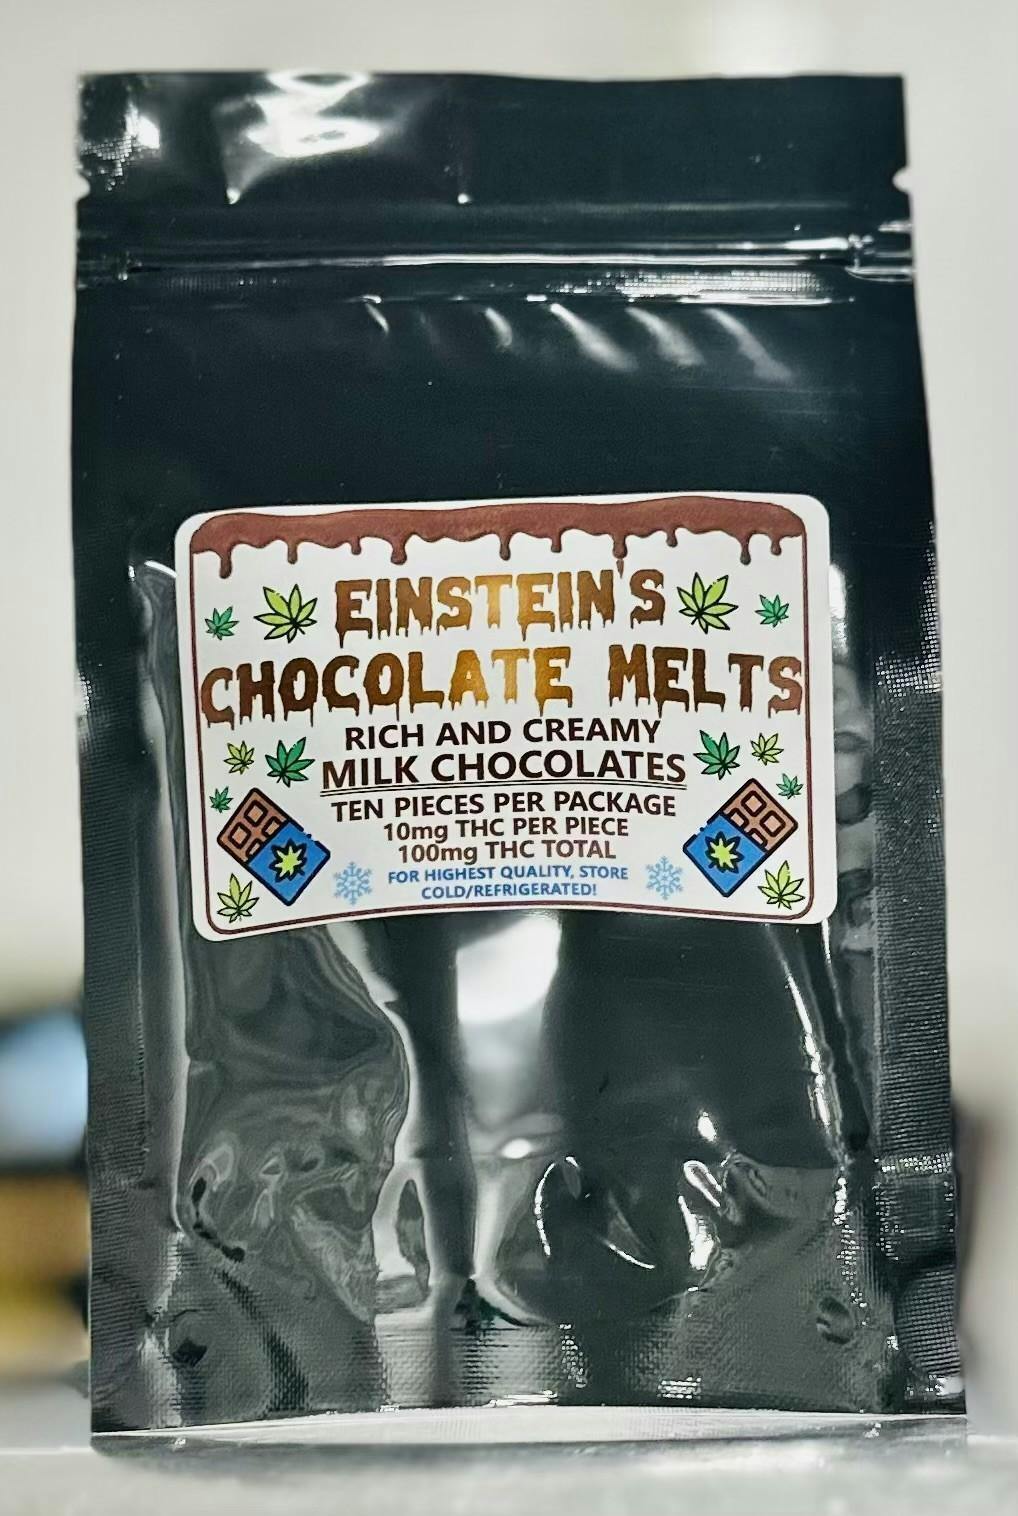 EINSTEIN'S
CHOCOLATE MELTS
RICH AND CREAMY
MILK CHOCOLATES
TEN PIECES PER PACKAGE
10mg THC PER PIECE
100mg THC TOTAL
FOR HIGHEST QUALITY, STORE
COLD/REFRIGERATED!